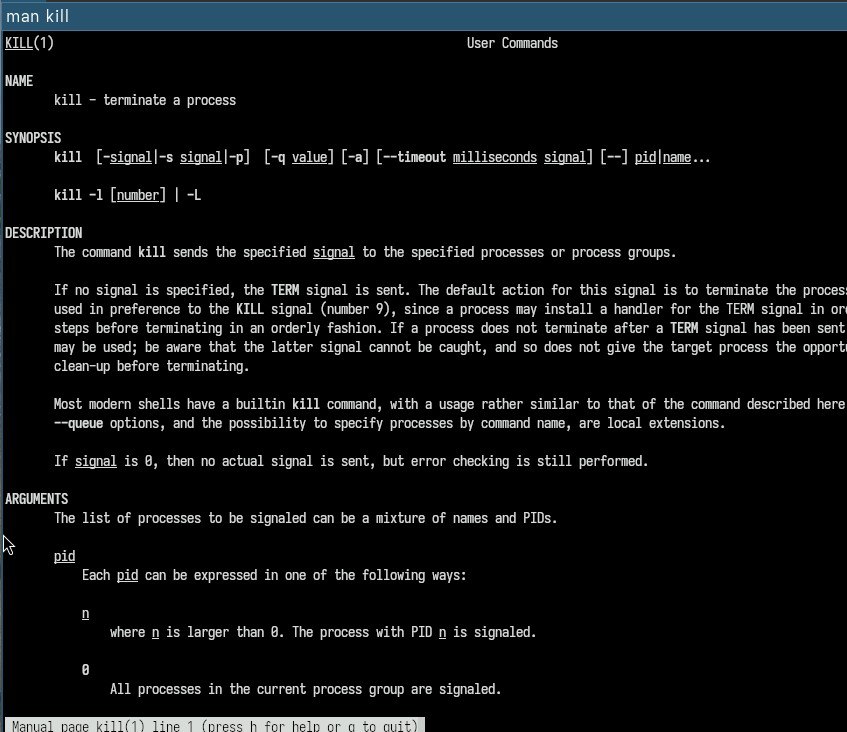 man kill
KILL(1) User Commands
NAME
kill - terminate a process
SYNOPSIS
kill [-signal|-s signal|-p] [-q value] [-a] [--timeout milliseconds signal] [--] pid|name...
kill -l [number] | -L
DESCRIPTION
The command kill sends the specified signal to the specified processes or process groups.
If no signal is specified, the TERM signal is sent. The default action for this signal is to terminate the
used in preference to the KILL signal (number 9), since a process may install a handler for the TERM signal in
steps before terminating in an orderly fashion. If a process does not terminate after a TERM signal has been sent
may be used; be aware that the latter signal cannot be caught, and so does not give the target process the
clean-up before terminating.
Most modern shells have a builtin kill command, with a usage rather similar to that of the command described here
--queue options, and the possibility to specify processes by command name, are local extensions.
If signal is 0, then no actual signal is sent, but error checking is still performed.
ARGUMENTS
The list of processes to be signaled can be a mixture of names and PIDs.
pid
Each pid can be expressed in one of the following ways:
n
where n is larger than 0. The process with PID n is signaled.
0
All processes in the current process group are signaled.
Manual page kill(1) line 1 (press h for help or q to quit)